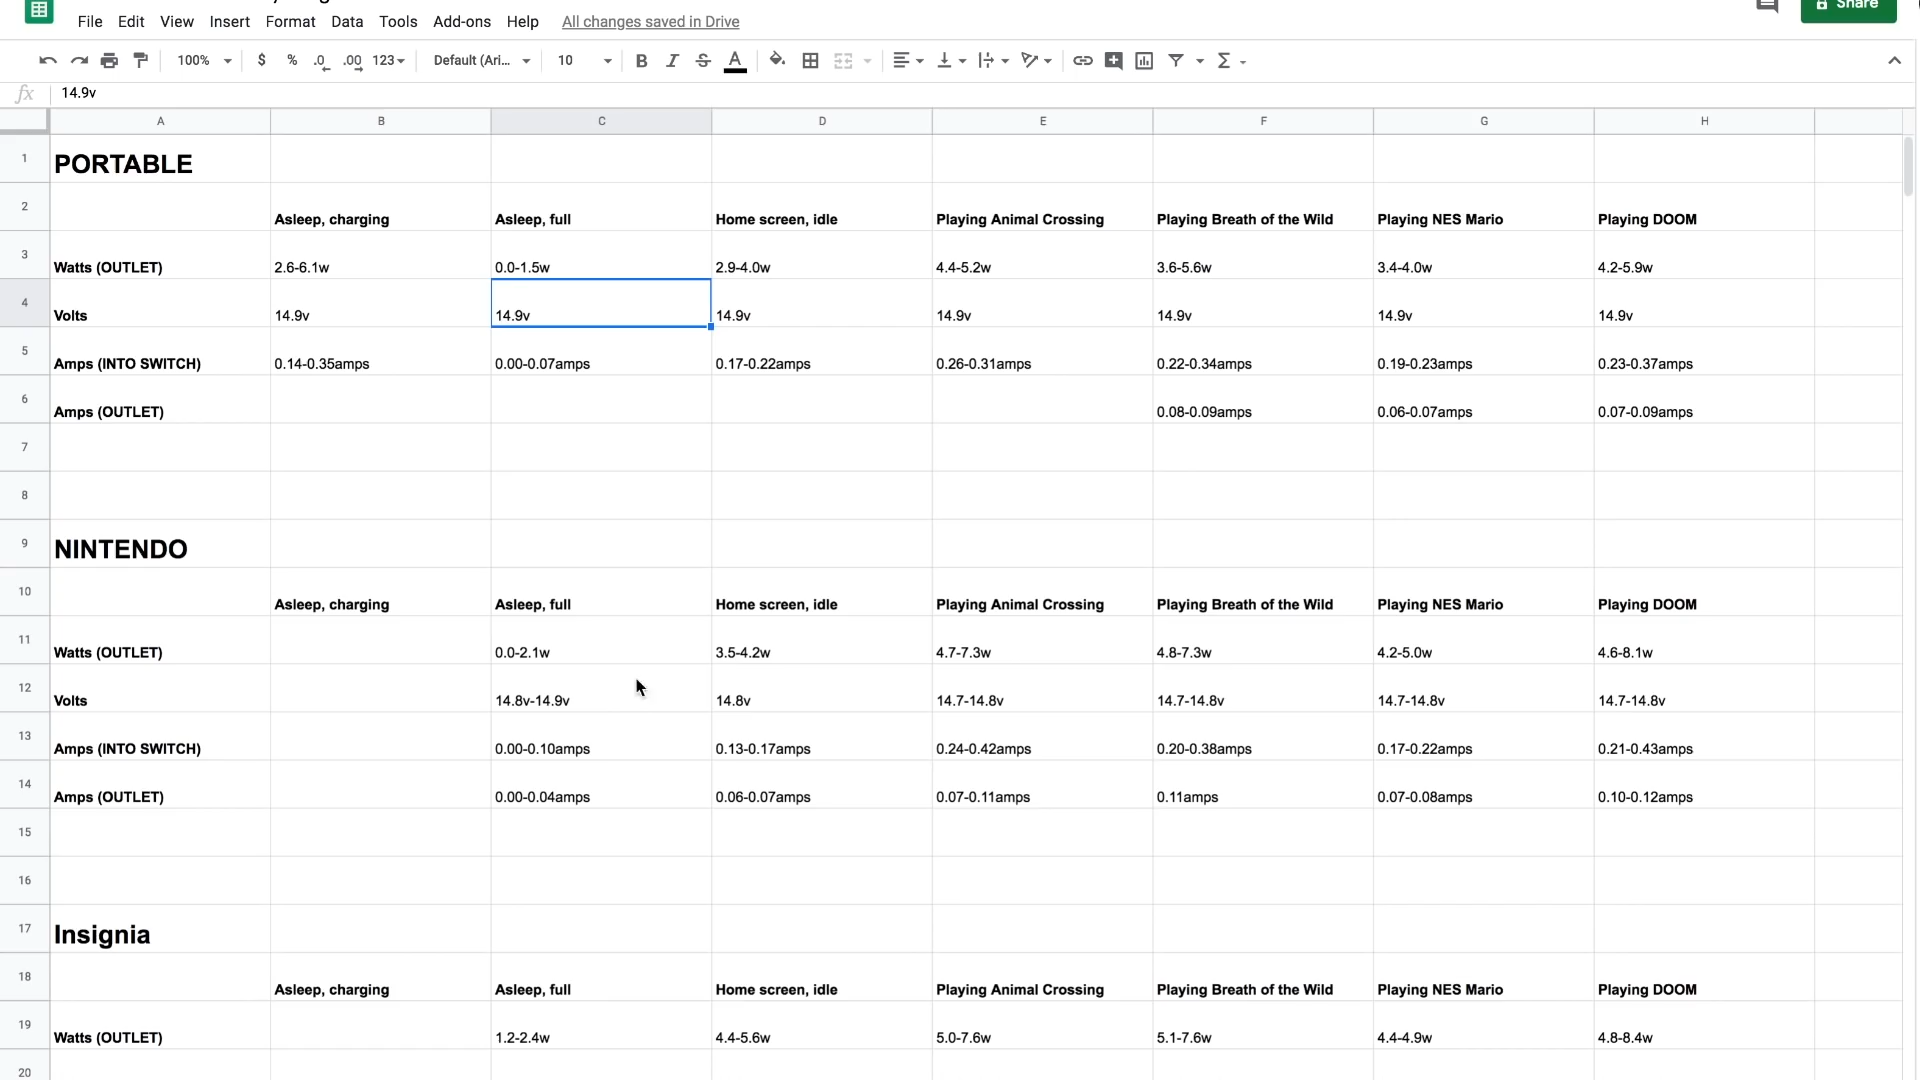 File Edit View Insert Format Data Tools Add-ons Help All changes saved in Drive Share
100% $ % .0 .00 123 Default (Ari... 10 B I S A Σ
fx 14.9v
A B C D E F G H
1 PORTABLE
2 Asleep, charging Asleep, full Home screen, idle Playing Animal Crossing Playing Breath of the Wild Playing NES Mario Playing DOOM
3 Watts (OUTLET) 2.6-6.1w 0.0-1.5w 2.9-4.0w 4.4-5.2w 3.6-5.6w 3.4-4.0w 4.2-5.9w
4 Volts 14.9v 14.9v 14.9v 14.9v 14.9v 14.9v 14.9v
5 Amps (INTO SWITCH) 0.14-0.35amps 0.00-0.07amps 0.17-0.22amps 0.26-0.31amps 0.22-0.34amps 0.19-0.23amps 0.23-0.37amps
6 Amps (OUTLET) 0.08-0.09amps 0.06-0.07amps 0.07-0.09amps
7
8
9 NINTENDO
10 Asleep, charging Asleep, full Home screen, idle Playing Animal Crossing Playing Breath of the Wild Playing NES Mario Playing DOOM
11 Watts (OUTLET) 0.0-2.1w 3.5-4.2w 4.7-7.3w 4.8-7.3w 4.2-5.0w 4.6-8.1w
12 Volts 14.8v-14.9v 14.8v 14.7-14.8v 14.7-14.8v 14.7-14.8v 14.7-14.8v
13 Amps (INTO SWITCH) 0.00-0.10amps 0.13-0.17amps 0.24-0.42amps 0.20-0.38amps 0.17-0.22amps 0.21-0.43amps
14 Amps (OUTLET) 0.00-0.04amps 0.06-0.07amps 0.07-0.11amps 0.11amps 0.07-0.08amps 0.10-0.12amps
15
16
17 Insignia
18 Asleep, charging Asleep, full Home screen, idle Playing Animal Crossing Playing Breath of the Wild Playing NES Mario Playing DOOM
19 Watts (OUTLET) 1.2-2.4w 4.4-5.6w 5.0-7.6w 5.1-7.6w 4.4-4.9w 4.8-8.4w
20